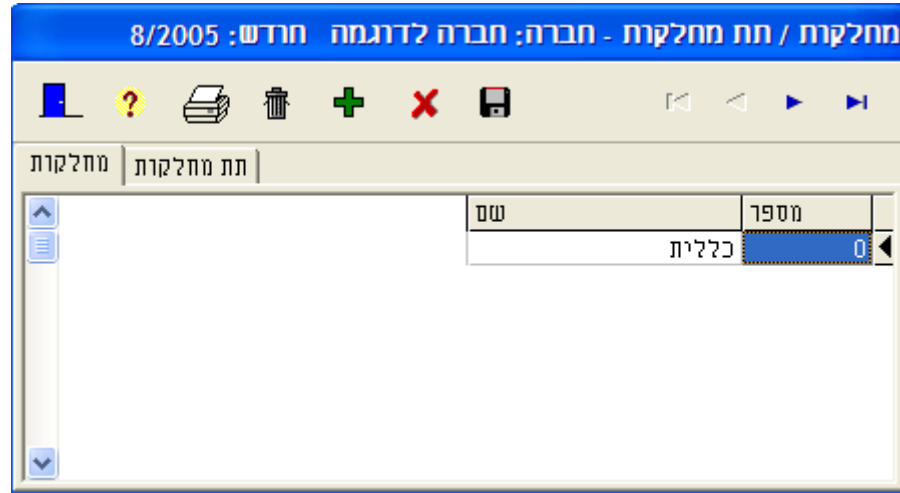 מחלקות / תת מחלקות - חברה: חברה לדוגמה חודש: 8/2005
מחלקות תת מחלקות
מספר שם
0 כללית